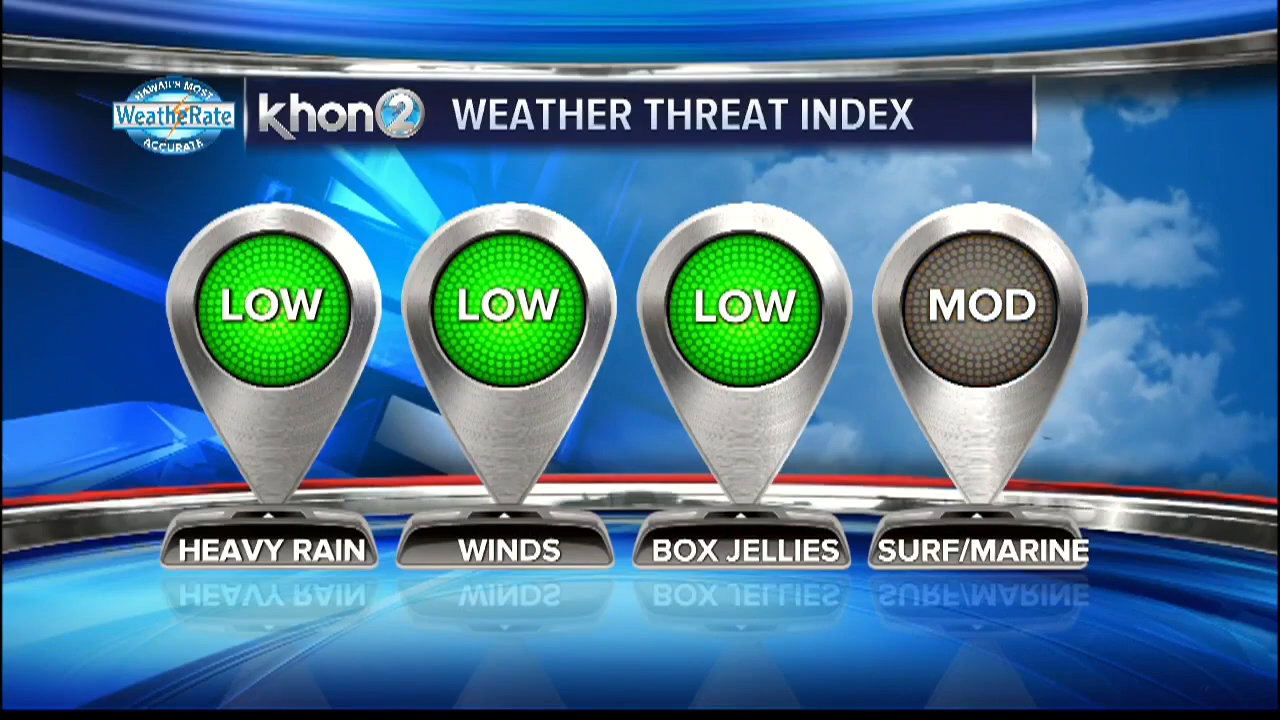 HAWAII'S MOST
WeatheRate
ACCURATE
khon2
WEATHER THREAT INDEX
LOW
LOW
LOW
MOD
HEAVY RAIN
WINDS
BOX JELLIES
SURF/MARINE